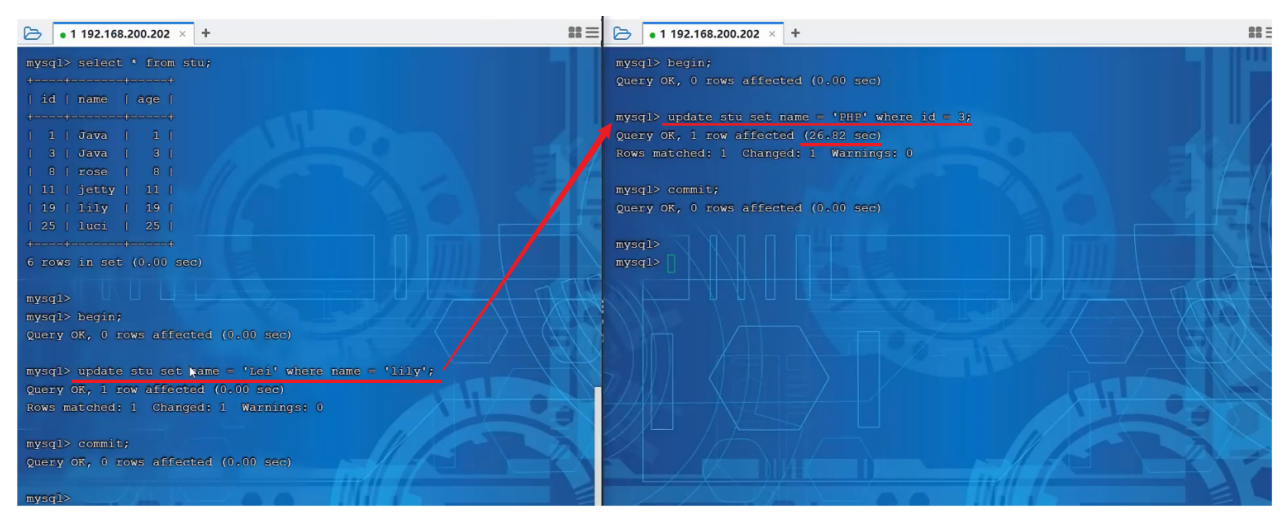 1 192.168.200.202 × +
mysql> select * from stu;
+----+-------+-----+
| id | name  | age |
+----+-------+-----+
|  1 | Java  |   1 |
|  3 | Java  |   3 |
|  8 | rose  |   8 |
| 11 | jetty |  11 |
| 19 | lily  |  19 |
| 25 | luci  |  25 |
+----+-------+-----+
6 rows in set (0.00 sec)
mysql>
mysql> begin;
Query OK, 0 rows affected (0.00 sec)
mysql> update stu set name = 'Lei' where name = 'lily';
Query OK, 1 row affected (0.00 sec)
Rows matched: 1  Changed: 1  Warnings: 0
mysql> commit;
Query OK, 0 rows affected (0.00 sec)
mysql>
1 192.168.200.202 × +
mysql> begin;
Query OK, 0 rows affected (0.00 sec)
mysql> update stu set name = 'PHP' where id = 3;
Query OK, 1 row affected (26.82 sec)
Rows matched: 1  Changed: 1  Warnings: 0
mysql> commit;
Query OK, 0 rows affected (0.00 sec)
mysql>
mysql>